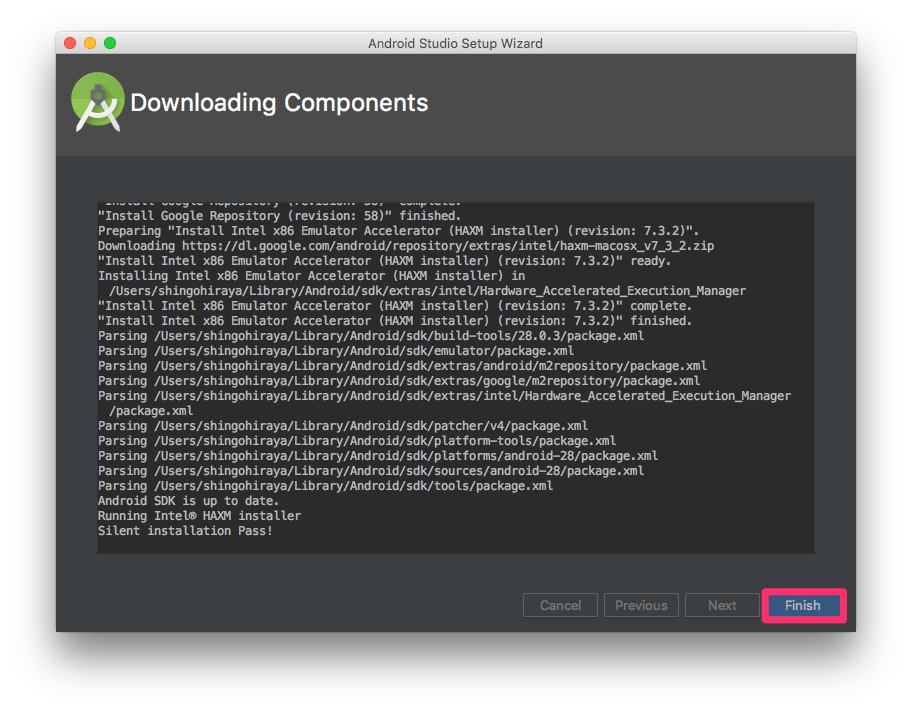 Android Studio Setup Wizard
Downloading Components
"Install Google Repository (revision: 58)" complete.
"Install Google Repository (revision: 58)" finished.
Preparing "Install Intel x86 Emulator Accelerator (HAXM installer) (revision: 7.3.2)".
Downloading https://dl.google.com/android/repository/extras/intel/haxm-macosx_v7_3_2.zip
"Install Intel x86 Emulator Accelerator (HAXM installer) (revision: 7.3.2)" ready.
Installing Intel x86 Emulator Accelerator (HAXM installer) in
/Users/shingohiraya/Library/Android/sdk/extras/intel/Hardware_Accelerated_Execution_Manager
"Install Intel x86 Emulator Accelerator (HAXM installer) (revision: 7.3.2)" complete.
"Install Intel x86 Emulator Accelerator (HAXM installer) (revision: 7.3.2)" finished.
Parsing /Users/shingohiraya/Library/Android/sdk/build-tools/28.0.3/package.xml
Parsing /Users/shingohiraya/Library/Android/sdk/emulator/package.xml
Parsing /Users/shingohiraya/Library/Android/sdk/extras/android/m2repository/package.xml
Parsing /Users/shingohiraya/Library/Android/sdk/extras/google/m2repository/package.xml
Parsing /Users/shingohiraya/Library/Android/sdk/extras/intel/Hardware_Accelerated_Execution_Manager
/package.xml
Parsing /Users/shingohiraya/Library/Android/sdk/patcher/v4/package.xml
Parsing /Users/shingohiraya/Library/Android/sdk/platform-tools/package.xml
Parsing /Users/shingohiraya/Library/Android/sdk/platforms/android-28/package.xml
Parsing /Users/shingohiraya/Library/Android/sdk/sources/android-28/package.xml
Parsing /Users/shingohiraya/Library/Android/sdk/tools/package.xml
Android SDK is up to date.
Running Intel® HAXM installer
Silent installation Pass!
Cancel
Previous
Next
Finish